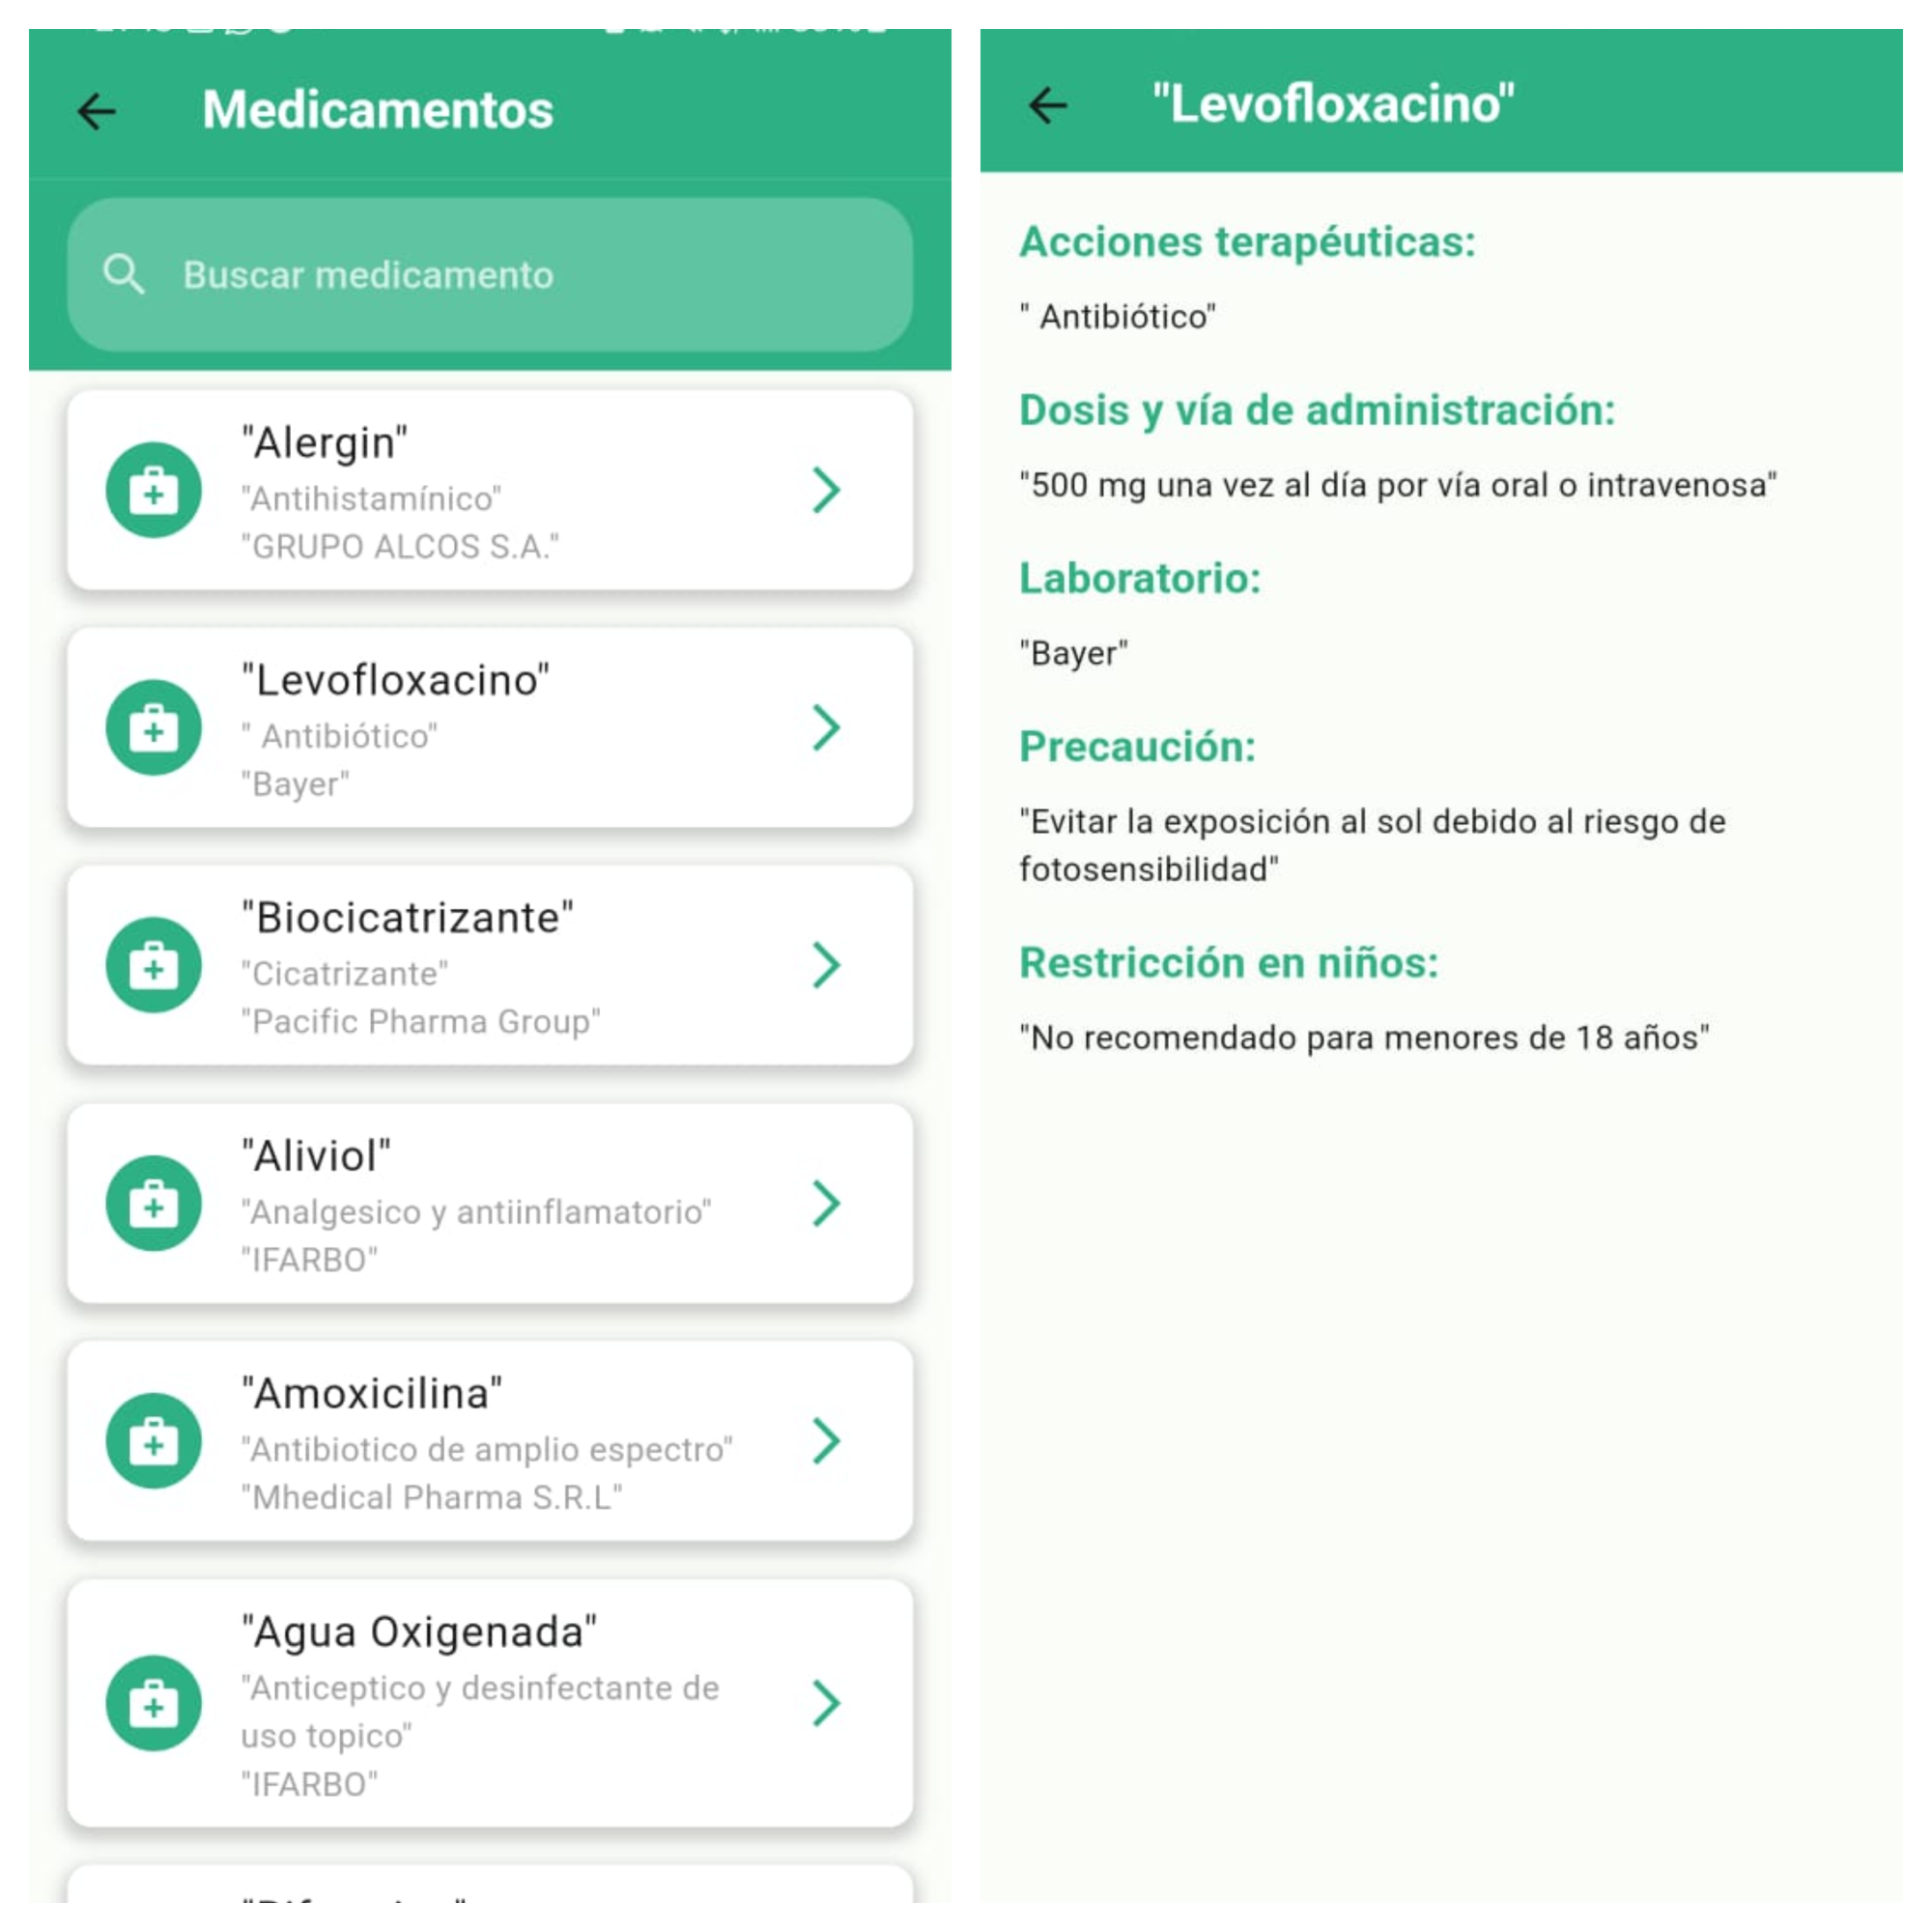 Medicamentos
Buscar medicamento
"Alergin"
"Antihistamínico"
"GRUPO ALCOS S.A."
"Levofloxacino"
" Antibiótico"
"Bayer"
"Biocicatrizante"
"Cicatrizante"
"Pacific Pharma Group"
"Aliviol"
"Analgesico y antiinflamatorio"
"IFARBO"
"Amoxicilina"
"Antibiotico de amplio espectro"
"Mhedical Pharma S.R.L"
"Agua Oxigenada"
"Anticeptico y desinfectante de
uso topico"
"IFARBO"
"Levofloxacino"
Acciones terapéuticas:
" Antibiótico"
Dosis y vía de administración:
"500 mg una vez al día por vía oral o intravenosa"
Laboratorio:
"Bayer"
Precaución:
"Evitar la exposición al sol debido al riesgo de
fotosensibilidad"
Restricción en niños:
"No recomendado para menores de 18 años"